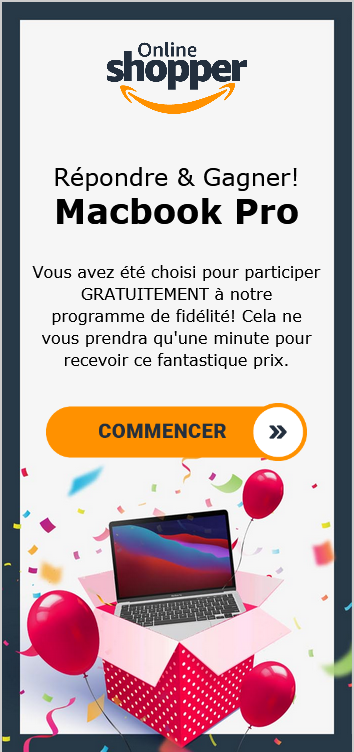 Online
shopper
Répondre & Gagner!
Macbook Pro
Vous avez été choisi pour participer
GRATUITEMENT à notre
programme de fidélité! Cela ne
vous prendra qu'une minute pour
recevoir ce fantastique prix.
COMMENCER